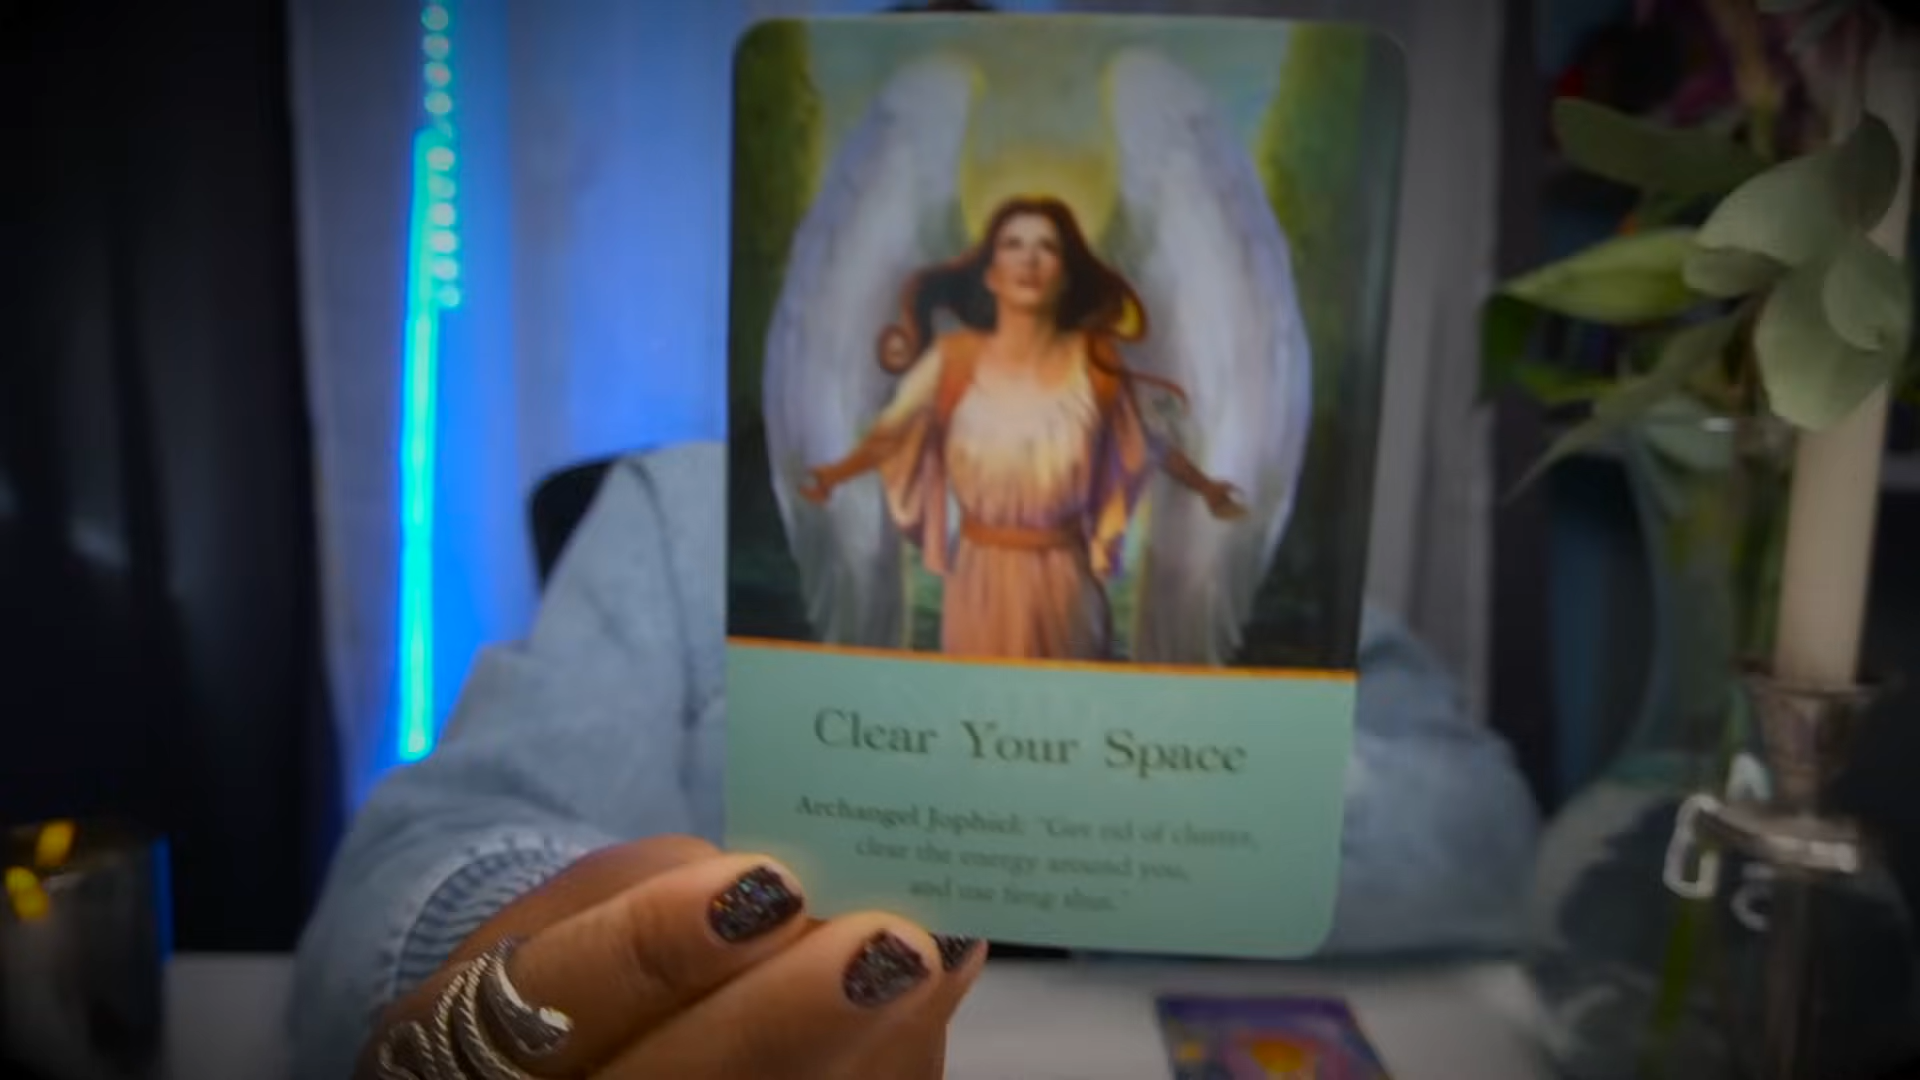 Clear Your Space
Archangel Jophiel: "Get rid of clutter,
clear the energy around you,
and use feng shui."